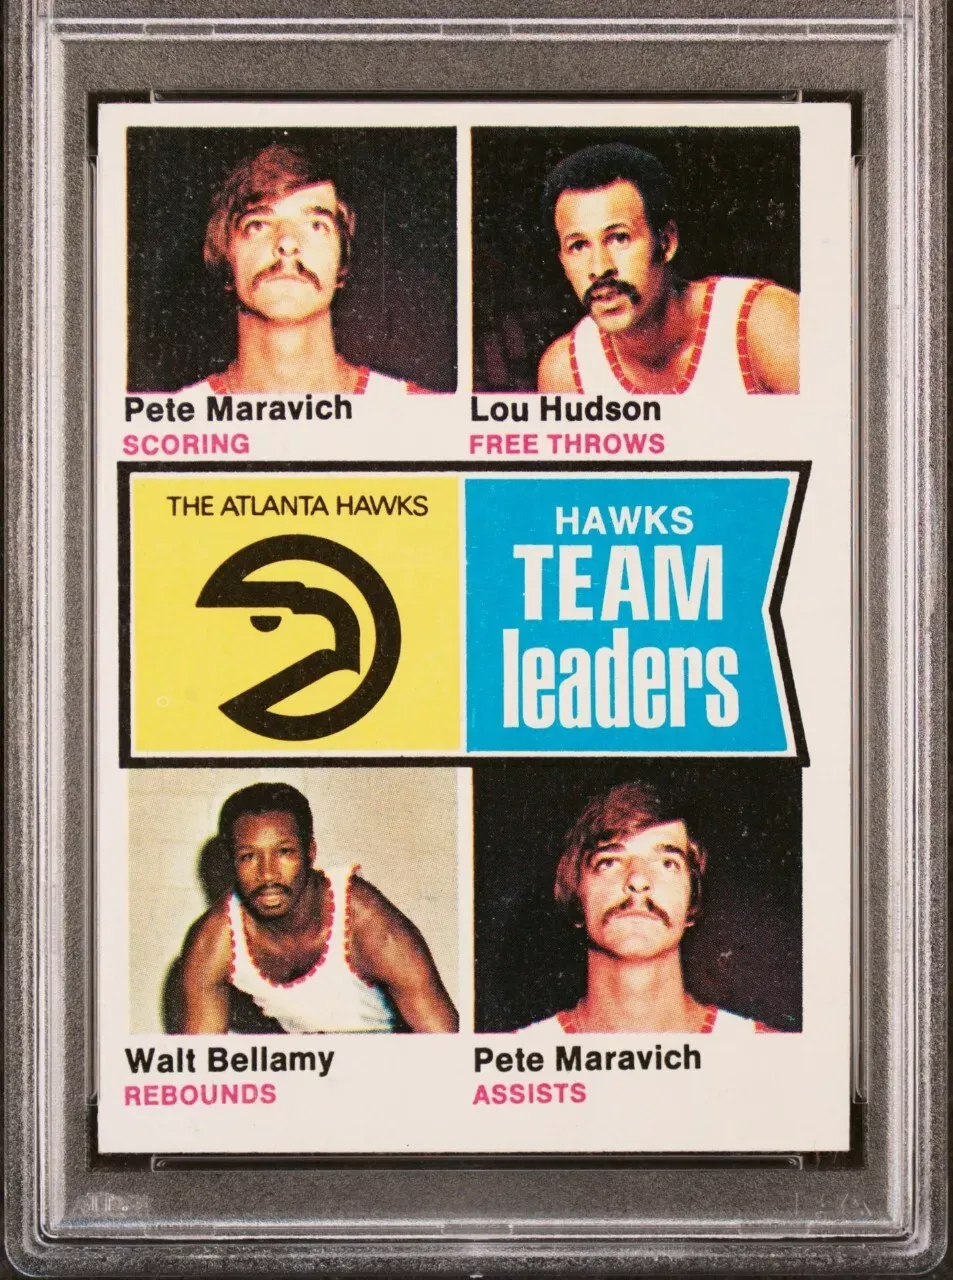 Pete Maravich
SCORING
Lou Hudson
FREE THROWS
THE ATLANTA HAWKS
HAWKS
TEAM
leaders
Walt Bellamy
REBOUNDS
Pete Maravich
ASSISTS